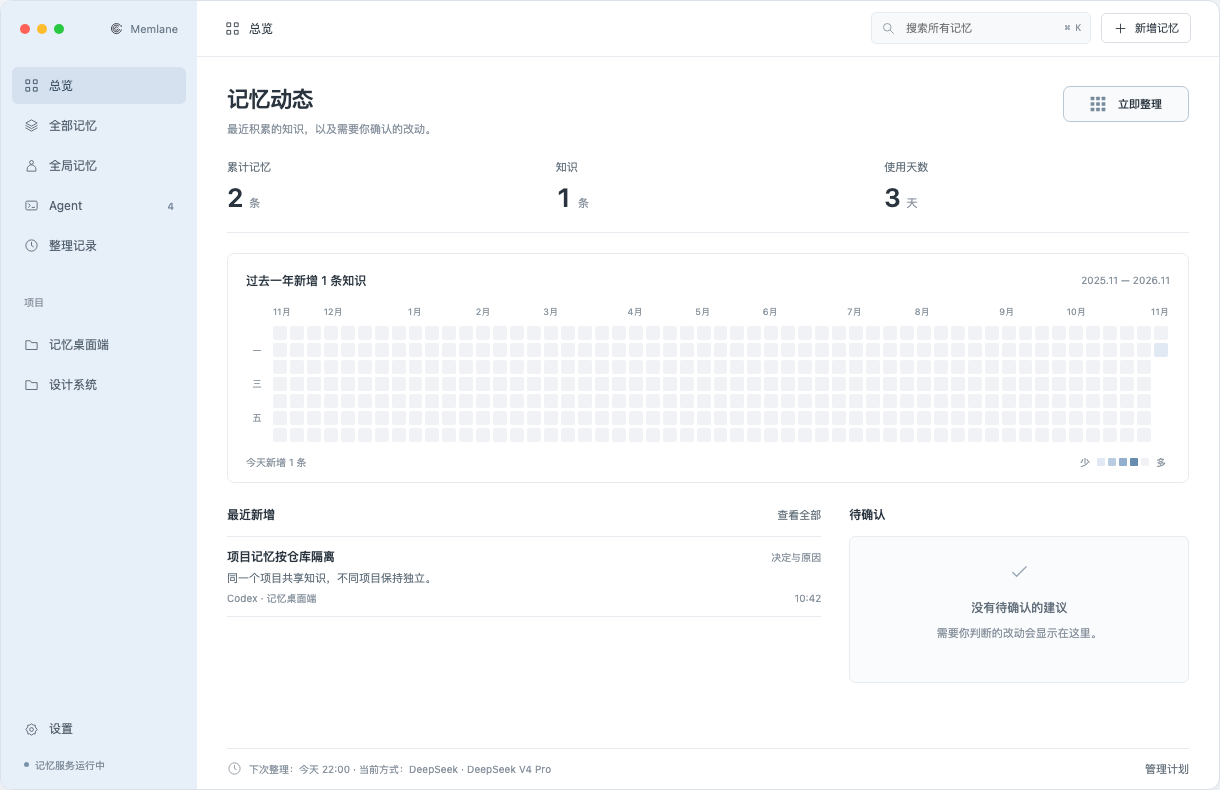 Memlane
总览
全部记忆
全局记忆
Agent 4
整理记录
项目
记忆桌面端
设计系统
设置
记忆服务运行中
总览
搜索所有记忆 ⌘ K
新增记忆
记忆动态
最近积累的知识，以及需要你确认的改动。
立即整理
累计记忆 知识 使用天数
2 条 1 条 3 天
过去一年新增 1 条知识 2025.11 — 2026.11
11月 12月 1月 2月 3月 4月 5月 6月 7月 8月 9月 10月 11月
一
三
五
今天新增 1 条 少 多
最近新增 查看全部
项目记忆按仓库隔离 决定与原因
同一个项目共享知识，不同项目保持独立。
Codex · 记忆桌面端 10:42
待确认
没有待确认的建议
需要你判断的改动会显示在这里。
下次整理：今天 22:00 · 当前方式：DeepSeek · DeepSeek V4 Pro 管理计划